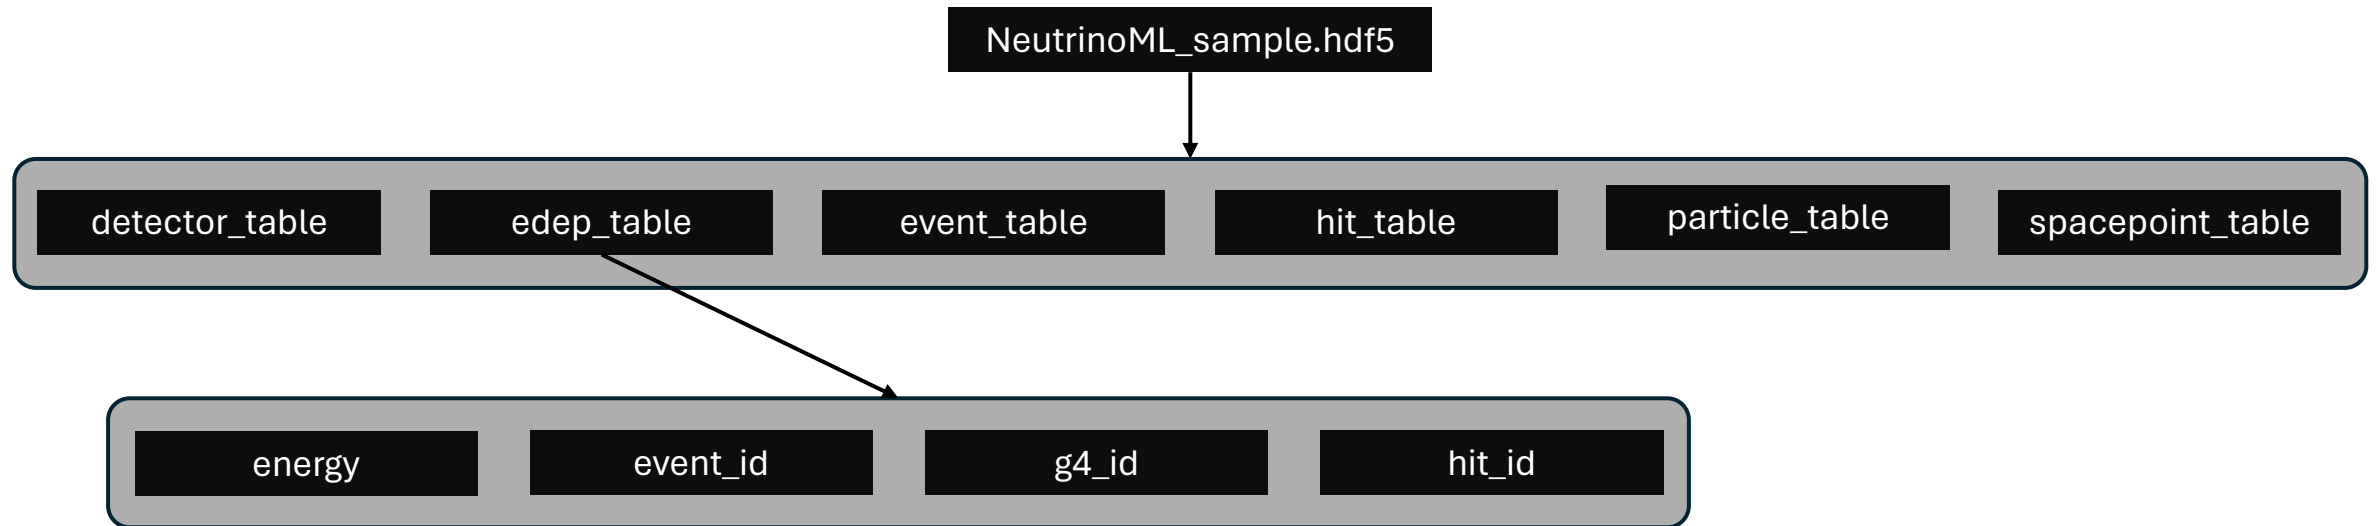 NeutrinoML_sample.hdf5
detector_table
edep_table
event_table
hit_table
particle_table
spacepoint_table
energy
event_id
g4_id
hit_id